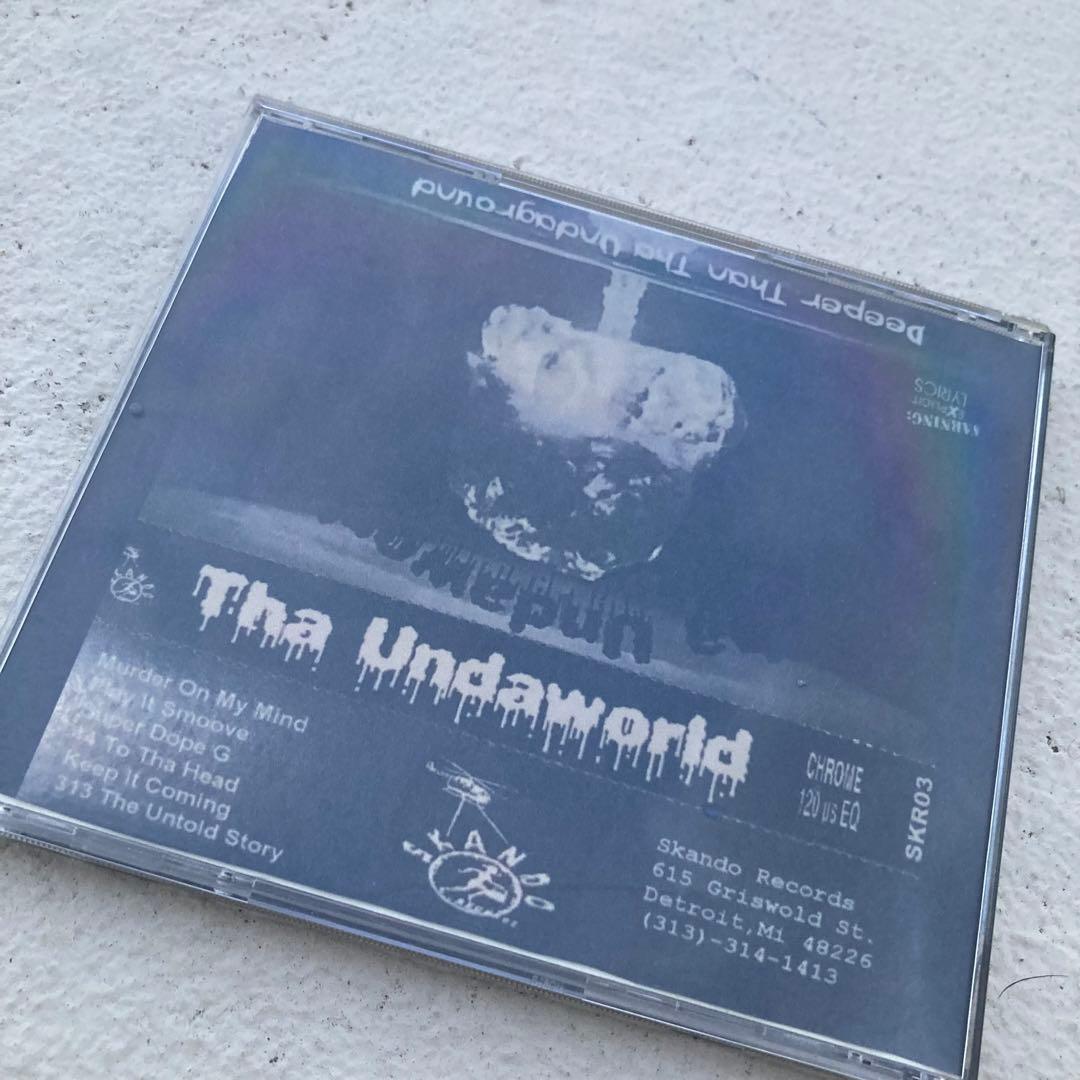 Deeper Than Tha Undaground
WARNING:
EXPLICIT
LYRICS
Tha Undaworld
Murder On My Mind
Play It Smoove
Super Dope G
To Tha Head
Keep It Coming
313 The Untold Story
SKANDO
CHROME
120 µs EQ
SKR03
Skando Records
615 Griswold St.
Detroit,Mi 48226
(313)-314-1413